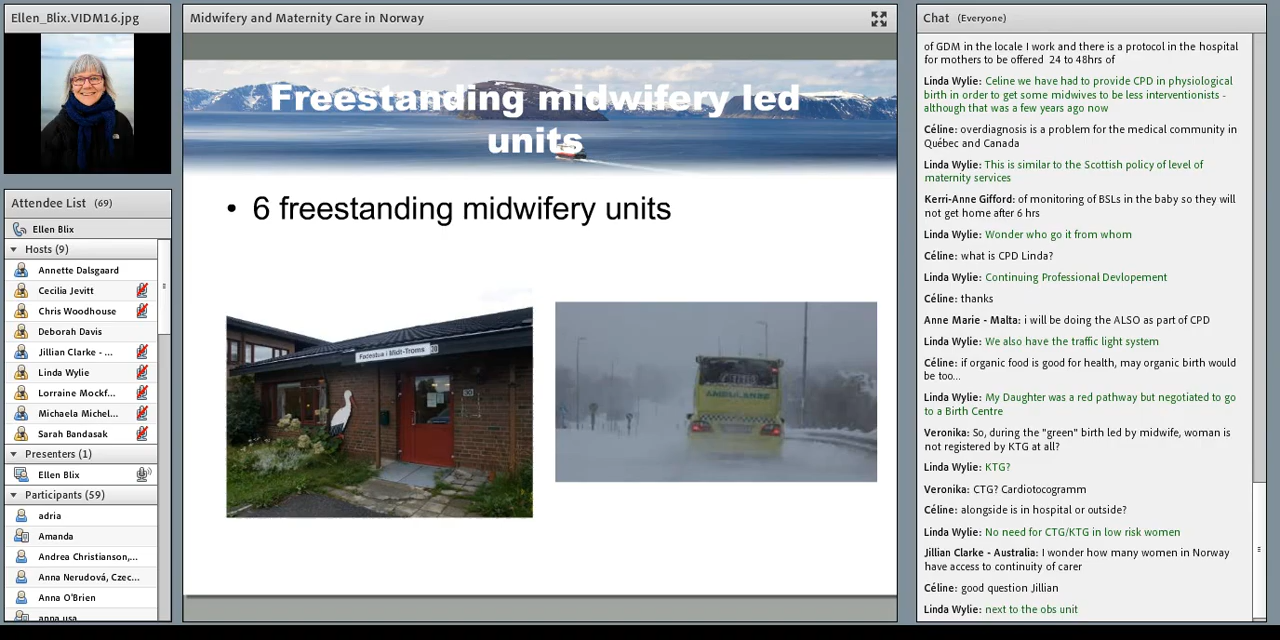 Ellen_Blix.VIDM16.jpg
Attendee List (69)
Ellen Blix
Hosts (9)
Annette Dalsgaard
Cecilia Jevitt
Chris Woodhouse
Deborah Davis
Jillian Clarke - ...
Linda Wylie
Lorraine Mockf...
Michaela Michel...
Sarah Bandasak
Presenters (1)
Ellen Blix
Participants (59)
adria
Amanda
Andrea Christianson,...
Anna Nerudová, Czec...
Anna O'Brien
anna usa
Midwifery and Maternity Care in Norway
Freestanding midwifery led
units
• 6 freestanding midwifery units
Fødestua i Midt-Troms
AMBULANSE
Chat (Everyone)
of GDM in the locale I work and there is a protocol in the hospital
for mothers to be offered 24 to 48hrs of
Linda Wylie: Celine we have had to provide CPD in physiological
birth in order to get some midwives to be less interventionists -
although that was a few years ago now
Céline: overdiagnosis is a problem for the medical community in
Québec and Canada
Linda Wylie: This is similar to the Scottish policy of level of
maternity services
Kerri-Anne Gifford: of monitoring of BSLs in the baby so they will
not get home after 6 hrs
Linda Wylie: Wonder who go it from whom
Céline: what is CPD Linda?
Linda Wylie: Continuing Professional Devlopement
Céline: thanks
Anne Marie - Malta: i will be doing the ALSO as part of CPD
Linda Wylie: We also have the traffic light system
Céline: if organic food is good for health, may organic birth would
be too...
Linda Wylie: My Daughter was a red pathway but negotiated to go
to a Birth Centre
Veronika: So, during the "green" birth led by midwife, woman is
not registered by KTG at all?
Linda Wylie: KTG?
Veronika: CTG? Cardiotocogramm
Céline: alongside is in hospital or outside?
Linda Wylie: No need for CTG/KTG in low risk women
Jillian Clarke - Australia: I wonder how many women in Norway
have access to continuity of carer
Céline: good question Jillian
Linda Wylie: next to the obs unit